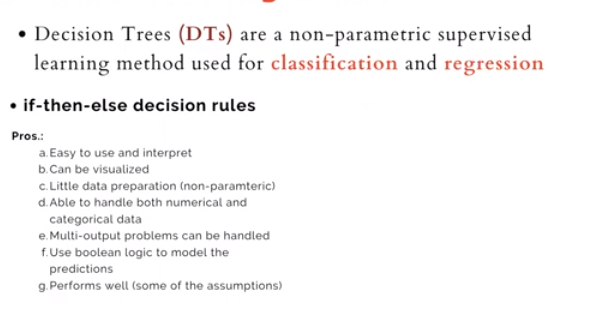 • Decision Trees (DTs) are a non-parametric supervised
learning method used for classification and regression
• if-then-else decision rules
Pros.:
a. Easy to use and interpret
b. Can be visualized
c. Little data preparation (non-paramteric)
d. Able to handle both numerical and
categorical data
e. Multi-output problems can be handled
f. Use boolean logic to model the
predictions
g. Performs well (some of the assumptions)